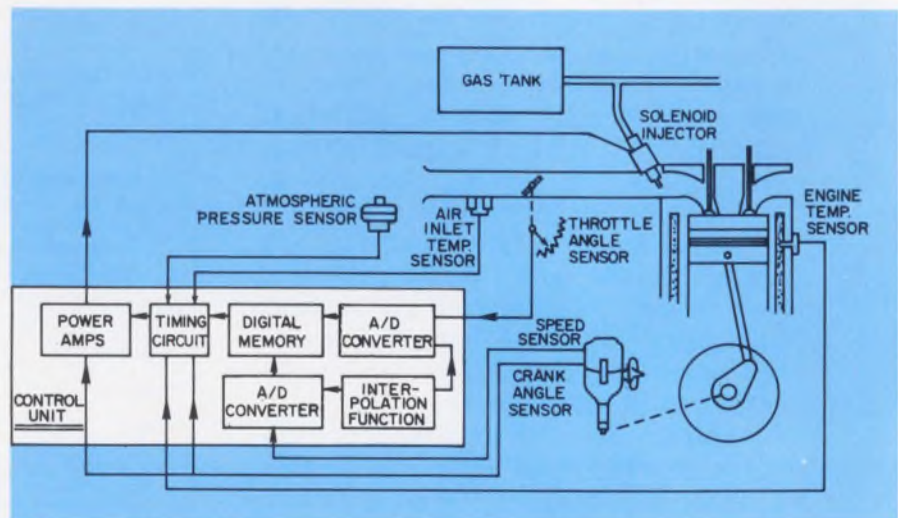 GAS TANK
SOLENOID
INJECTOR
ATMOSPHERIC
PRESSURE SENSOR
AIR
INLET
TEMP.
SENSOR
THROTTLE
ANGLE
SENSOR
ENGINE
TEMP.
SENSOR
POWER
AMPS
TIMING
CIRCUIT
DIGITAL
MEMORY
A/D
CONVERTER
SPEED
SENSOR
CONTROL
UNIT
A/D
CONVERTER
INTER-
POLATION
FUNCTION
CRANK
ANGLE
SENSOR